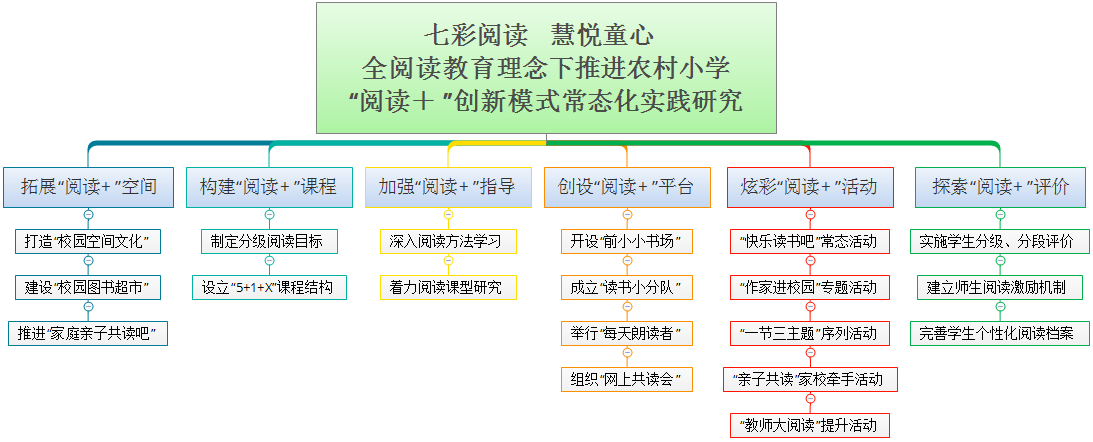 七彩阅读 慧悦童心
全阅读教育理念下推进农村小学
“阅读＋ ”创新模式常态化实践研究
拓展“阅读+ ”空间
构建“阅读+ ”课程
加强“阅读+ ”指导
创设“阅读+ ”平台
炫彩“阅读+ ”活动
探索“阅读+ ”评价
打造“校园空间文化”
制定分级阅读目标
深入阅读方法学习
开设“前小小书场”
“快乐读书吧”常态活动
实施学生分级、分段评价
建设“校园图书超市”
设立“5+1+X”课程结构
着力阅读课型研究
成立“读书小分队”
“作家进校园”专题活动
建立师生阅读激励机制
推进“家庭亲子共读吧”
举行“每天朗读者”
“一节三主题”序列活动
完善学生个性化阅读档案
组织“网上共读会”
“亲子共读”家校牵手活动
“教师大阅读”提升活动